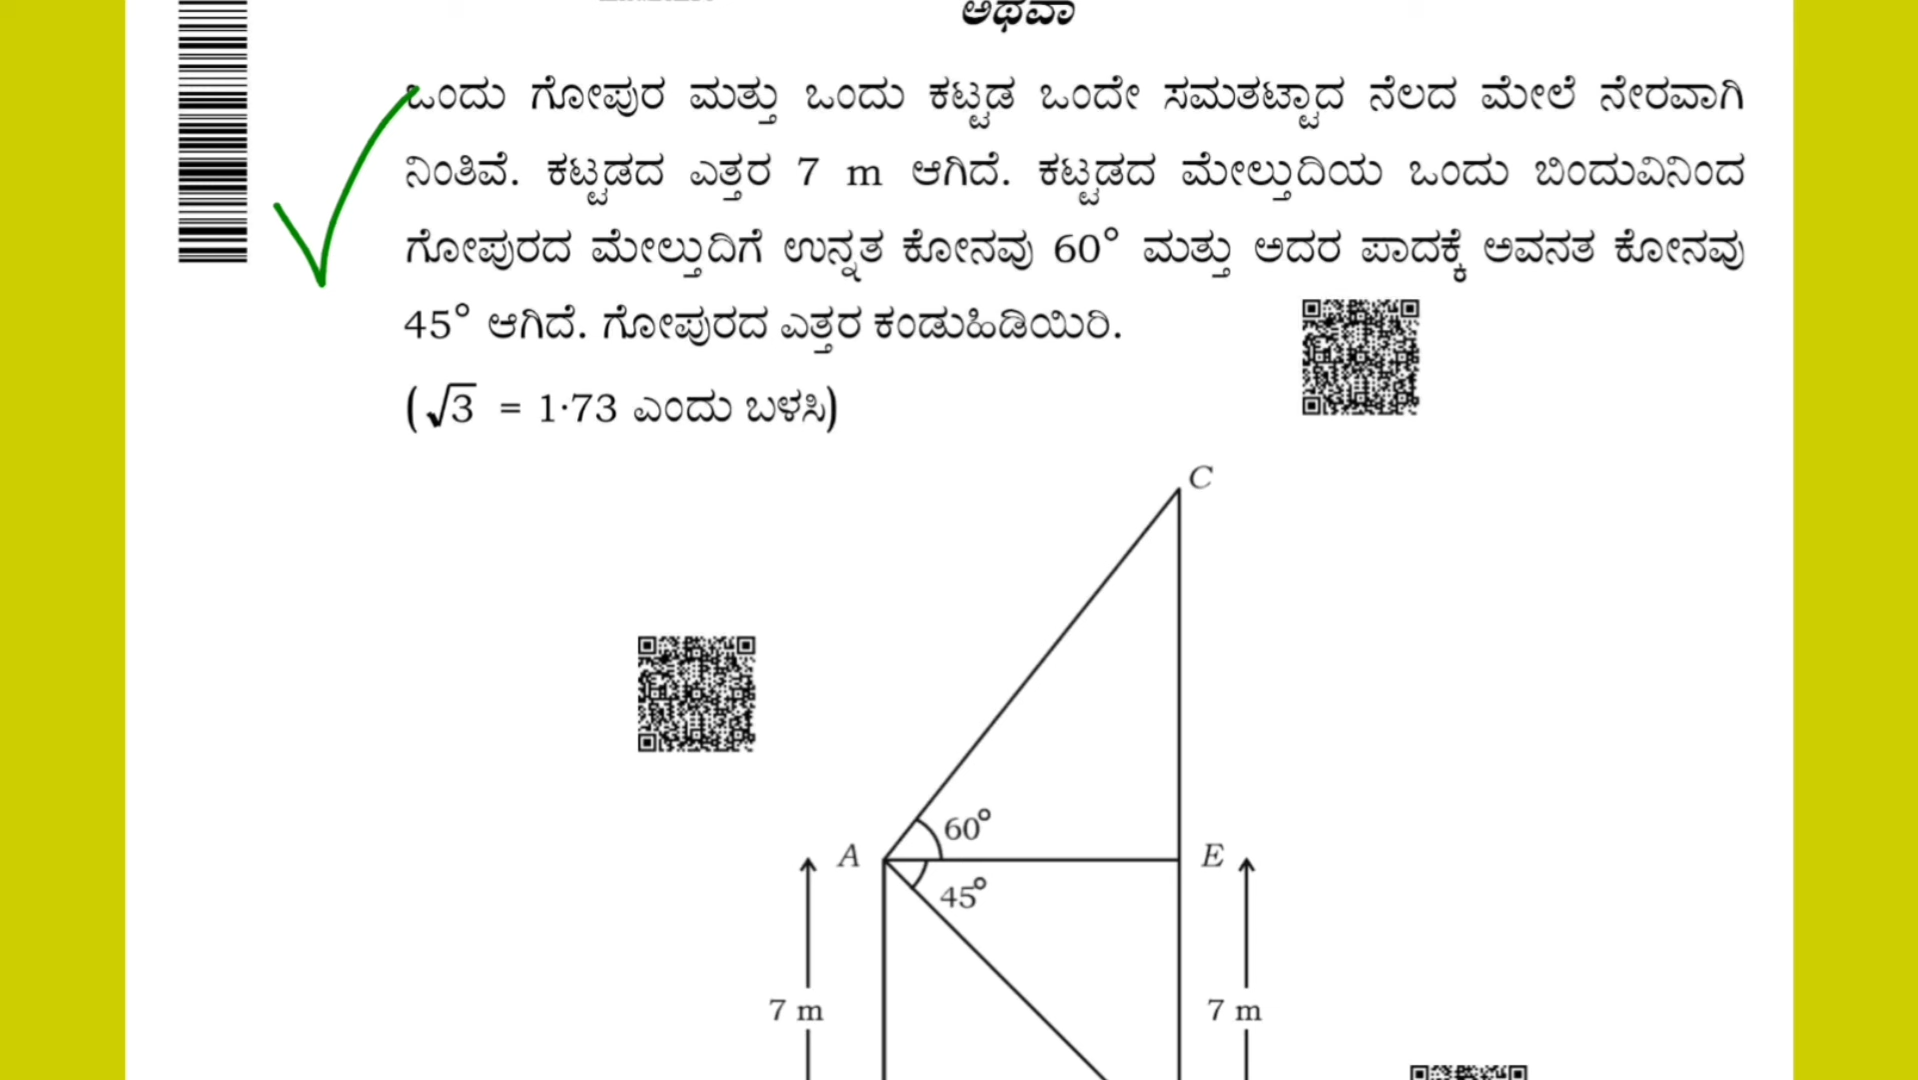 ಅಥವಾ
ಒಂದು ಗೋಪುರ ಮತ್ತು ಒಂದು ಕಟ್ಟಡ ಒಂದೇ ಸಮತಟ್ಟಾದ ನೆಲದ ಮೇಲೆ ನೇರವಾಗಿ
ನಿಂತಿವೆ. ಕಟ್ಟಡದ ಎತ್ತರ 7 m ಆಗಿದೆ. ಕಟ್ಟಡದ ಮೇಲ್ತುದಿಯ ಒಂದು ಬಿಂದುವಿನಿಂದ
ಗೋಪುರದ ಮೇಲ್ತುದಿಗೆ ಉನ್ನತ ಕೋನವು 60° ಮತ್ತು ಅದರ ಪಾದಕ್ಕೆ ಅವನತ ಕೋನವು
45° ಆಗಿದೆ. ಗೋಪುರದ ಎತ್ತರ ಕಂಡುಹಿಡಿಯಿರಿ.
(√3 = 1·73 ಎಂದು ಬಳಸಿ)
C
60°
A E
45°
7 m 7 m